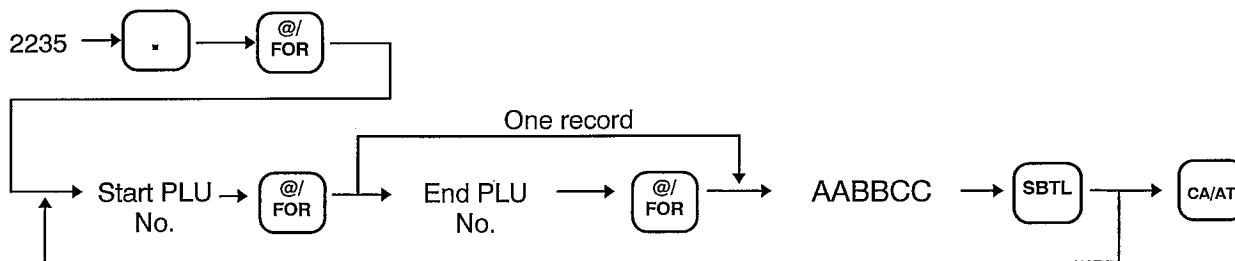 2235
.
@/
FOR
One record
Start PLU
No.
@/
FOR
End PLU
No.
@/
FOR
AABBCC
SBTL
CA/AT